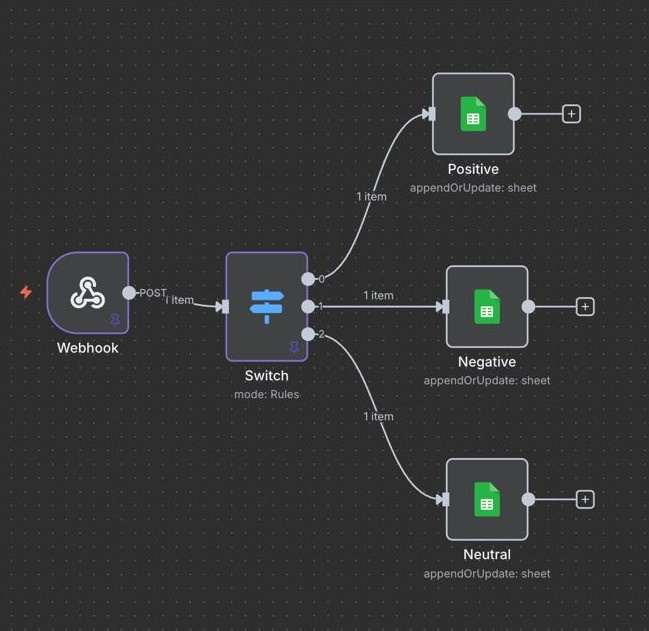 Positive
appendOrUpdate: sheet
1 item
0
POST
1 item
1
1 item
Webhook
Switch
mode: Rules
2
Negative
appendOrUpdate: sheet
1 item
Neutral
appendOrUpdate: sheet